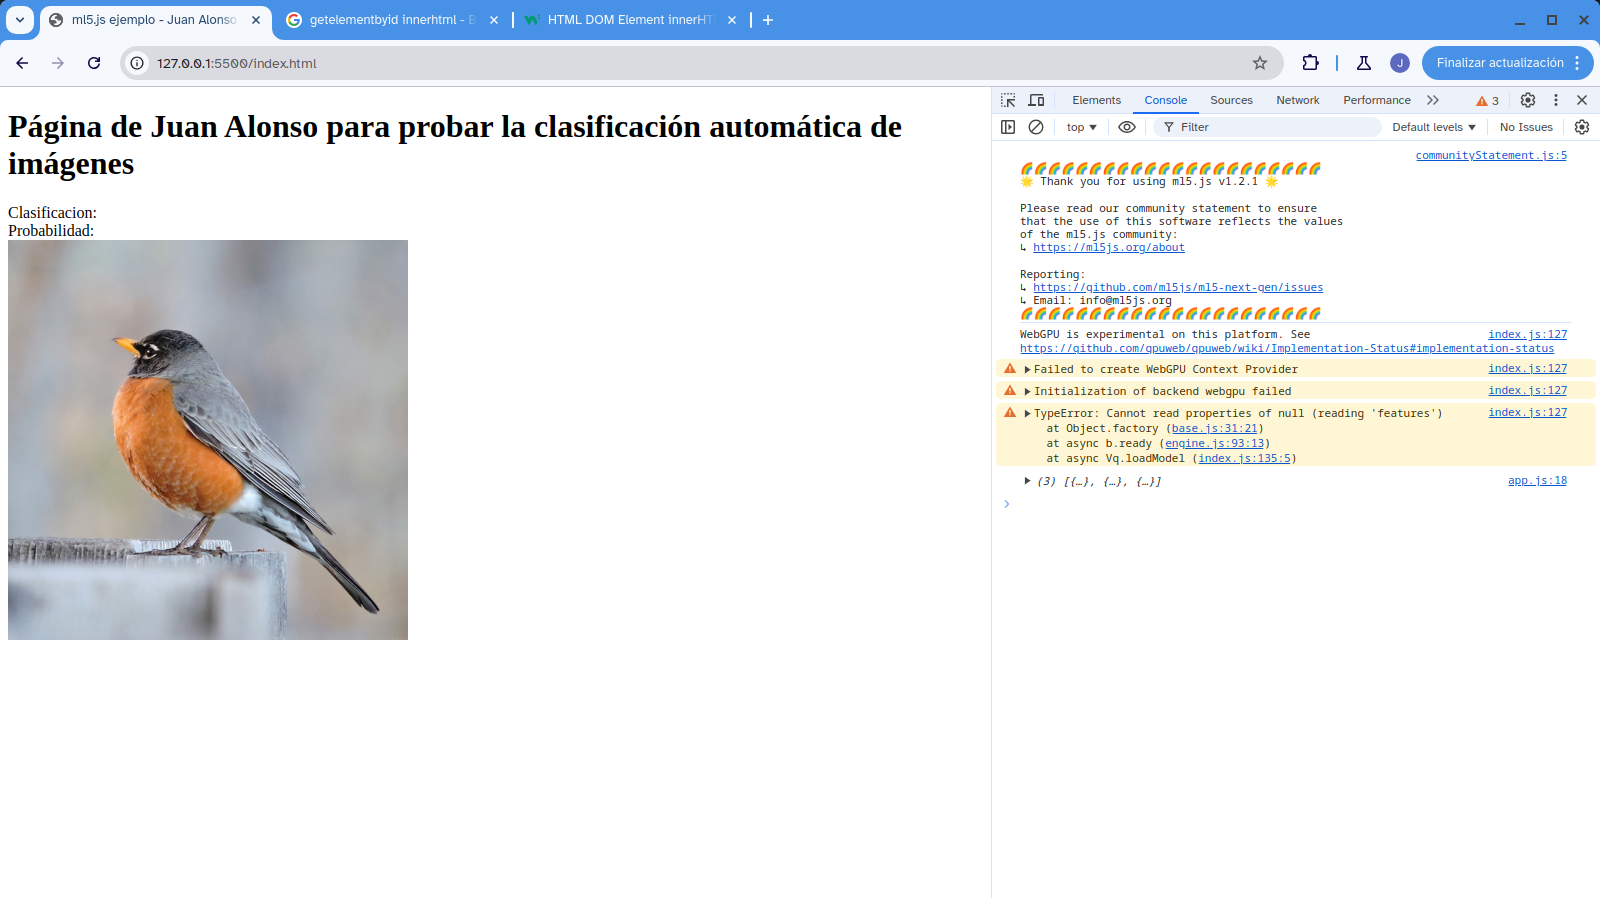 ml5.js ejemplo - Juan Alonso
getelementbyid innerhtml - B
HTML DOM Element innerHT
127.0.0.1:5500/index.html
J
Finalizar actualización
Página de Juan Alonso para probar la clasificación automática de
imágenes
Clasificacion:
Probabilidad:
Elements
Console
Sources
Network
Performance
3
top
Filter
Default levels
No Issues
communityStatement.js:5
Thank you for using ml5.js v1.2.1
Please read our community statement to ensure
that the use of this software reflects the values
of the ml5.js community:
↳ https://ml5js.org/about
Reporting:
↳ https://github.com/ml5js/ml5-next-gen/issues
↳ Email: info@ml5js.org
WebGPU is experimental on this platform. See index.js:127
https://github.com/gpuweb/gpuweb/wiki/Implementation-Status#implementation-status
Failed to create WebGPU Context Provider index.js:127
Initialization of backend webgpu failed index.js:127
TypeError: Cannot read properties of null (reading 'features') index.js:127
at Object.factory (base.js:31:21)
at async b.ready (engine.js:93:13)
at async Vq.loadModel (index.js:135:5)
(3) [{…}, {…}, {…}] app.js:18